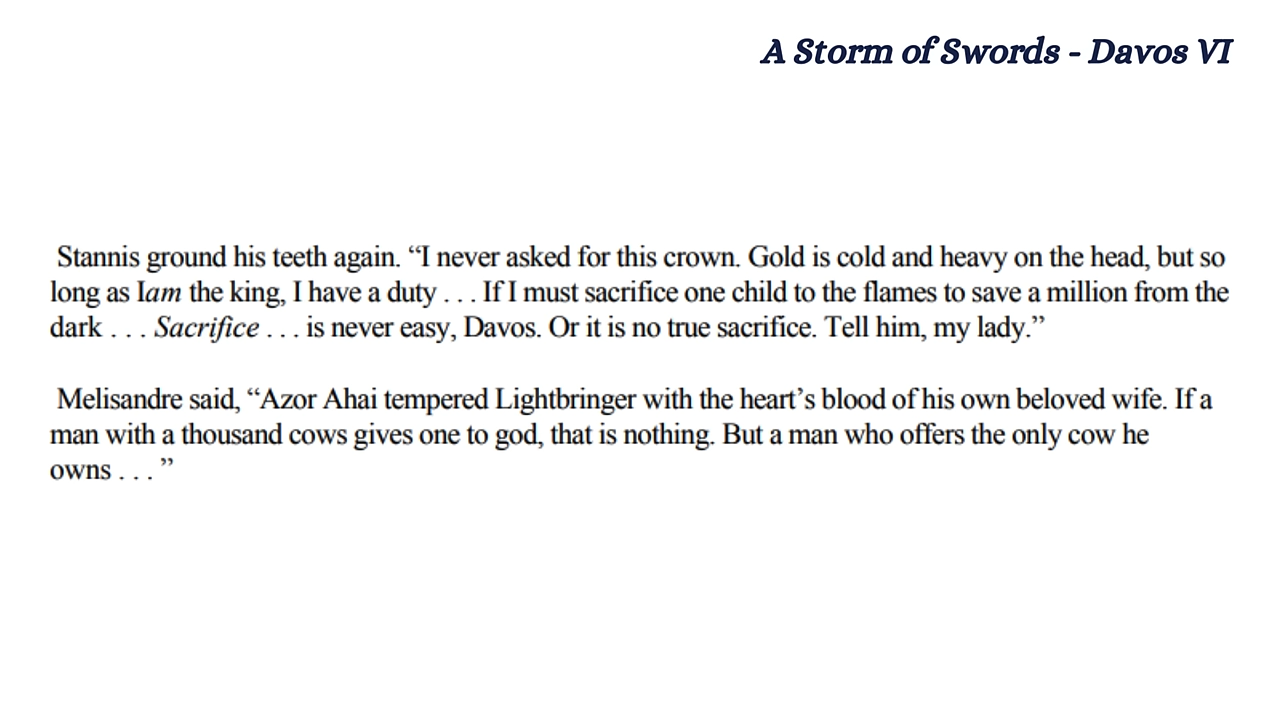 A Storm of Swords - Davos VI
Stannis ground his teeth again. “I never asked for this crown. Gold is cold and heavy on the head, but so
long as Iam the king, I have a duty . . . If I must sacrifice one child to the flames to save a million from the
dark . . . Sacrifice . . . is never easy, Davos. Or it is no true sacrifice. Tell him, my lady.”
Melisandre said, “Azor Ahai tempered Lightbringer with the heart’s blood of his own beloved wife. If a
man with a thousand cows gives one to god, that is nothing. But a man who offers the only cow he
owns . . . ”